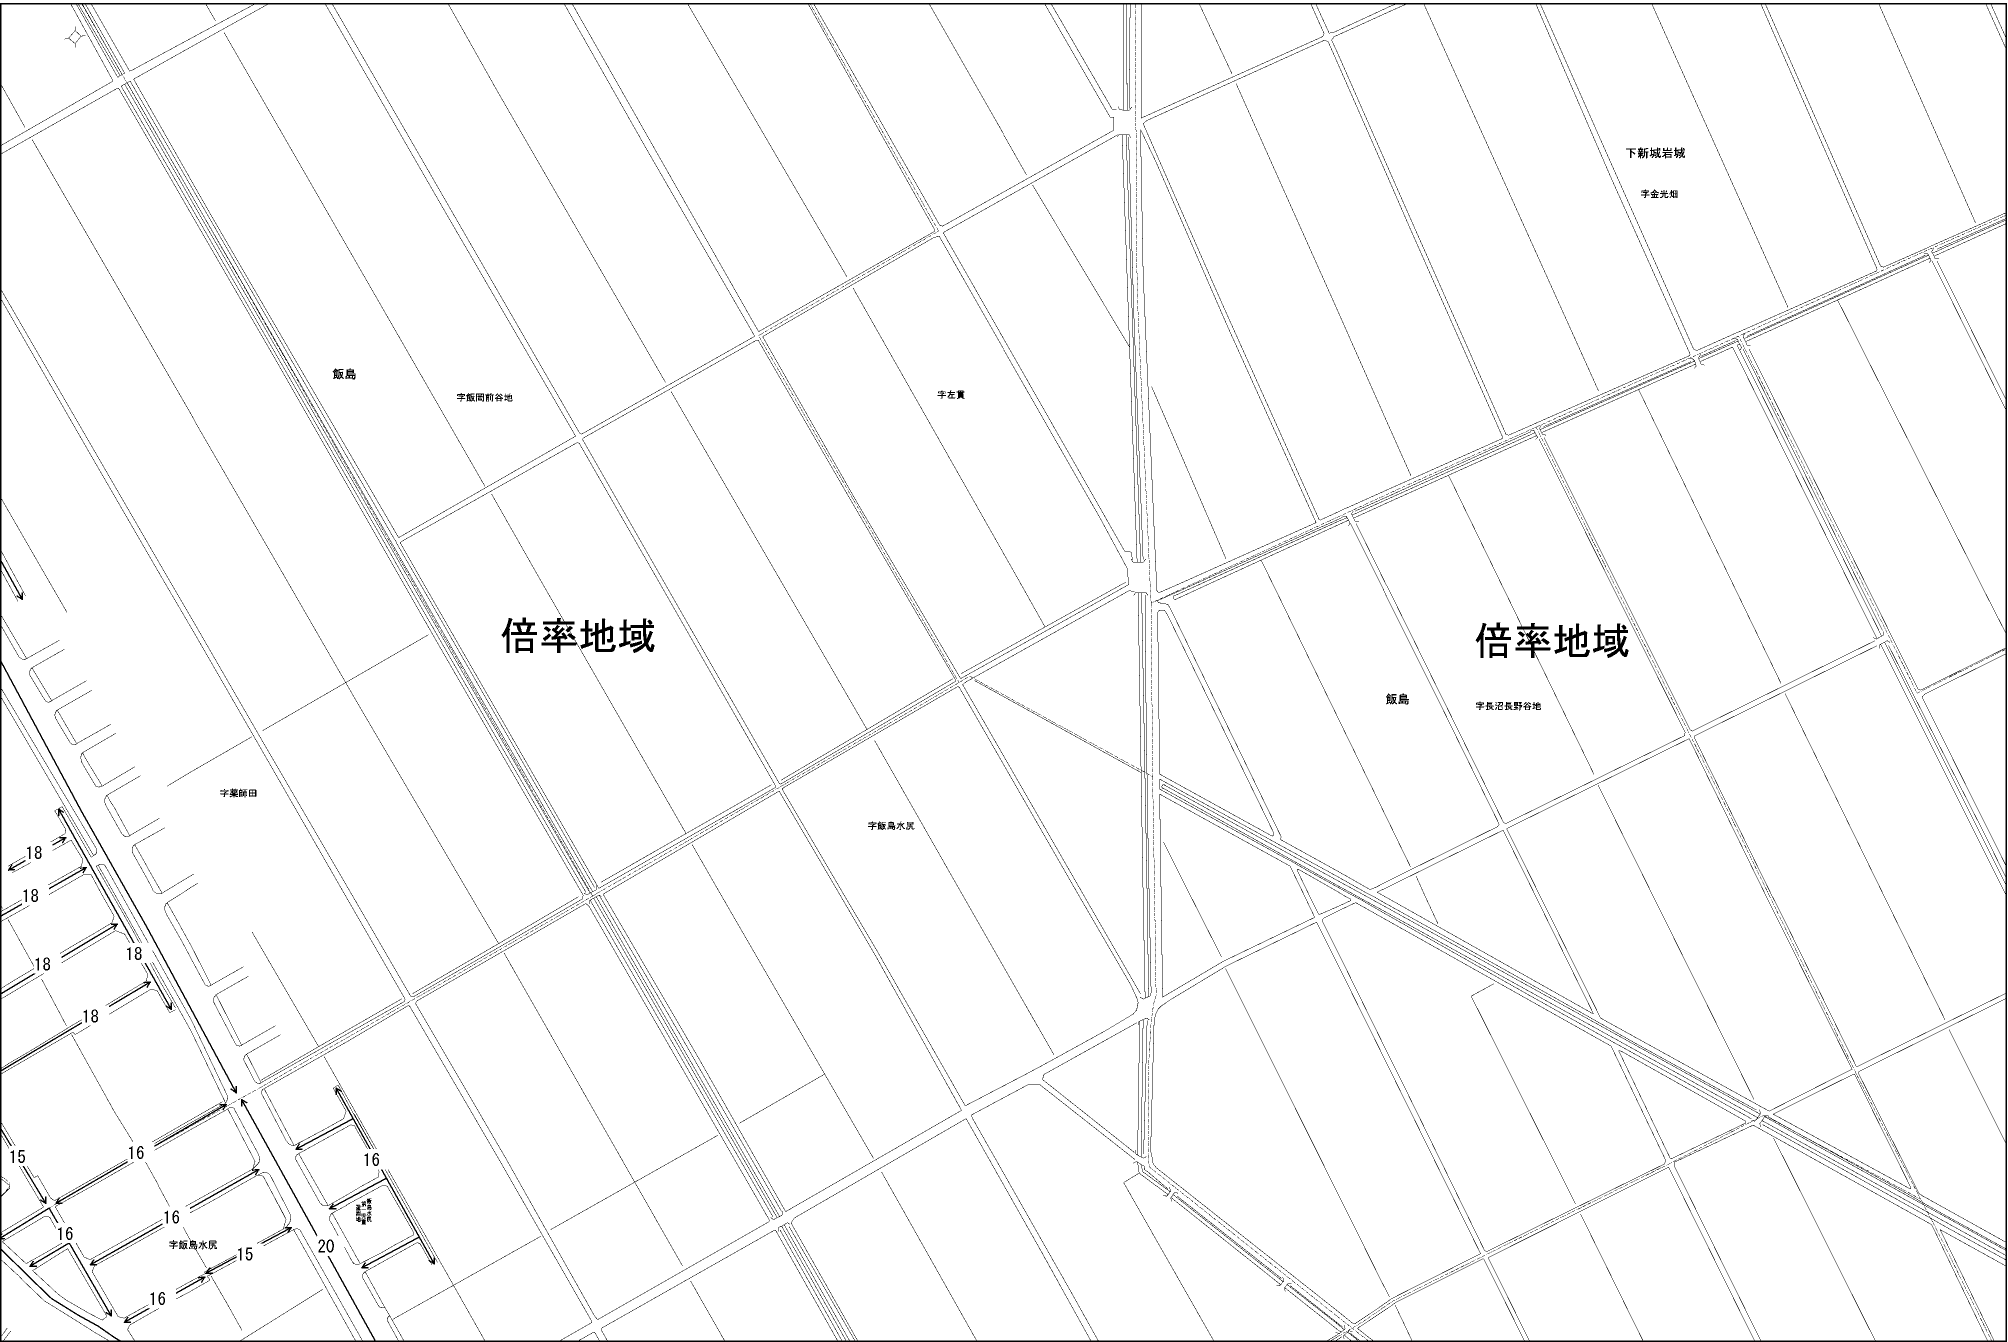 下新城岩城
字金光畑
飯島
字飯岡前谷地
字左貫
倍率地域
倍率地域
飯島
字長沼長野谷地
字薬師田
字飯島水尻
18
18
18
18
18
16
15
16
16
16
字飯島水尻
20
15
16